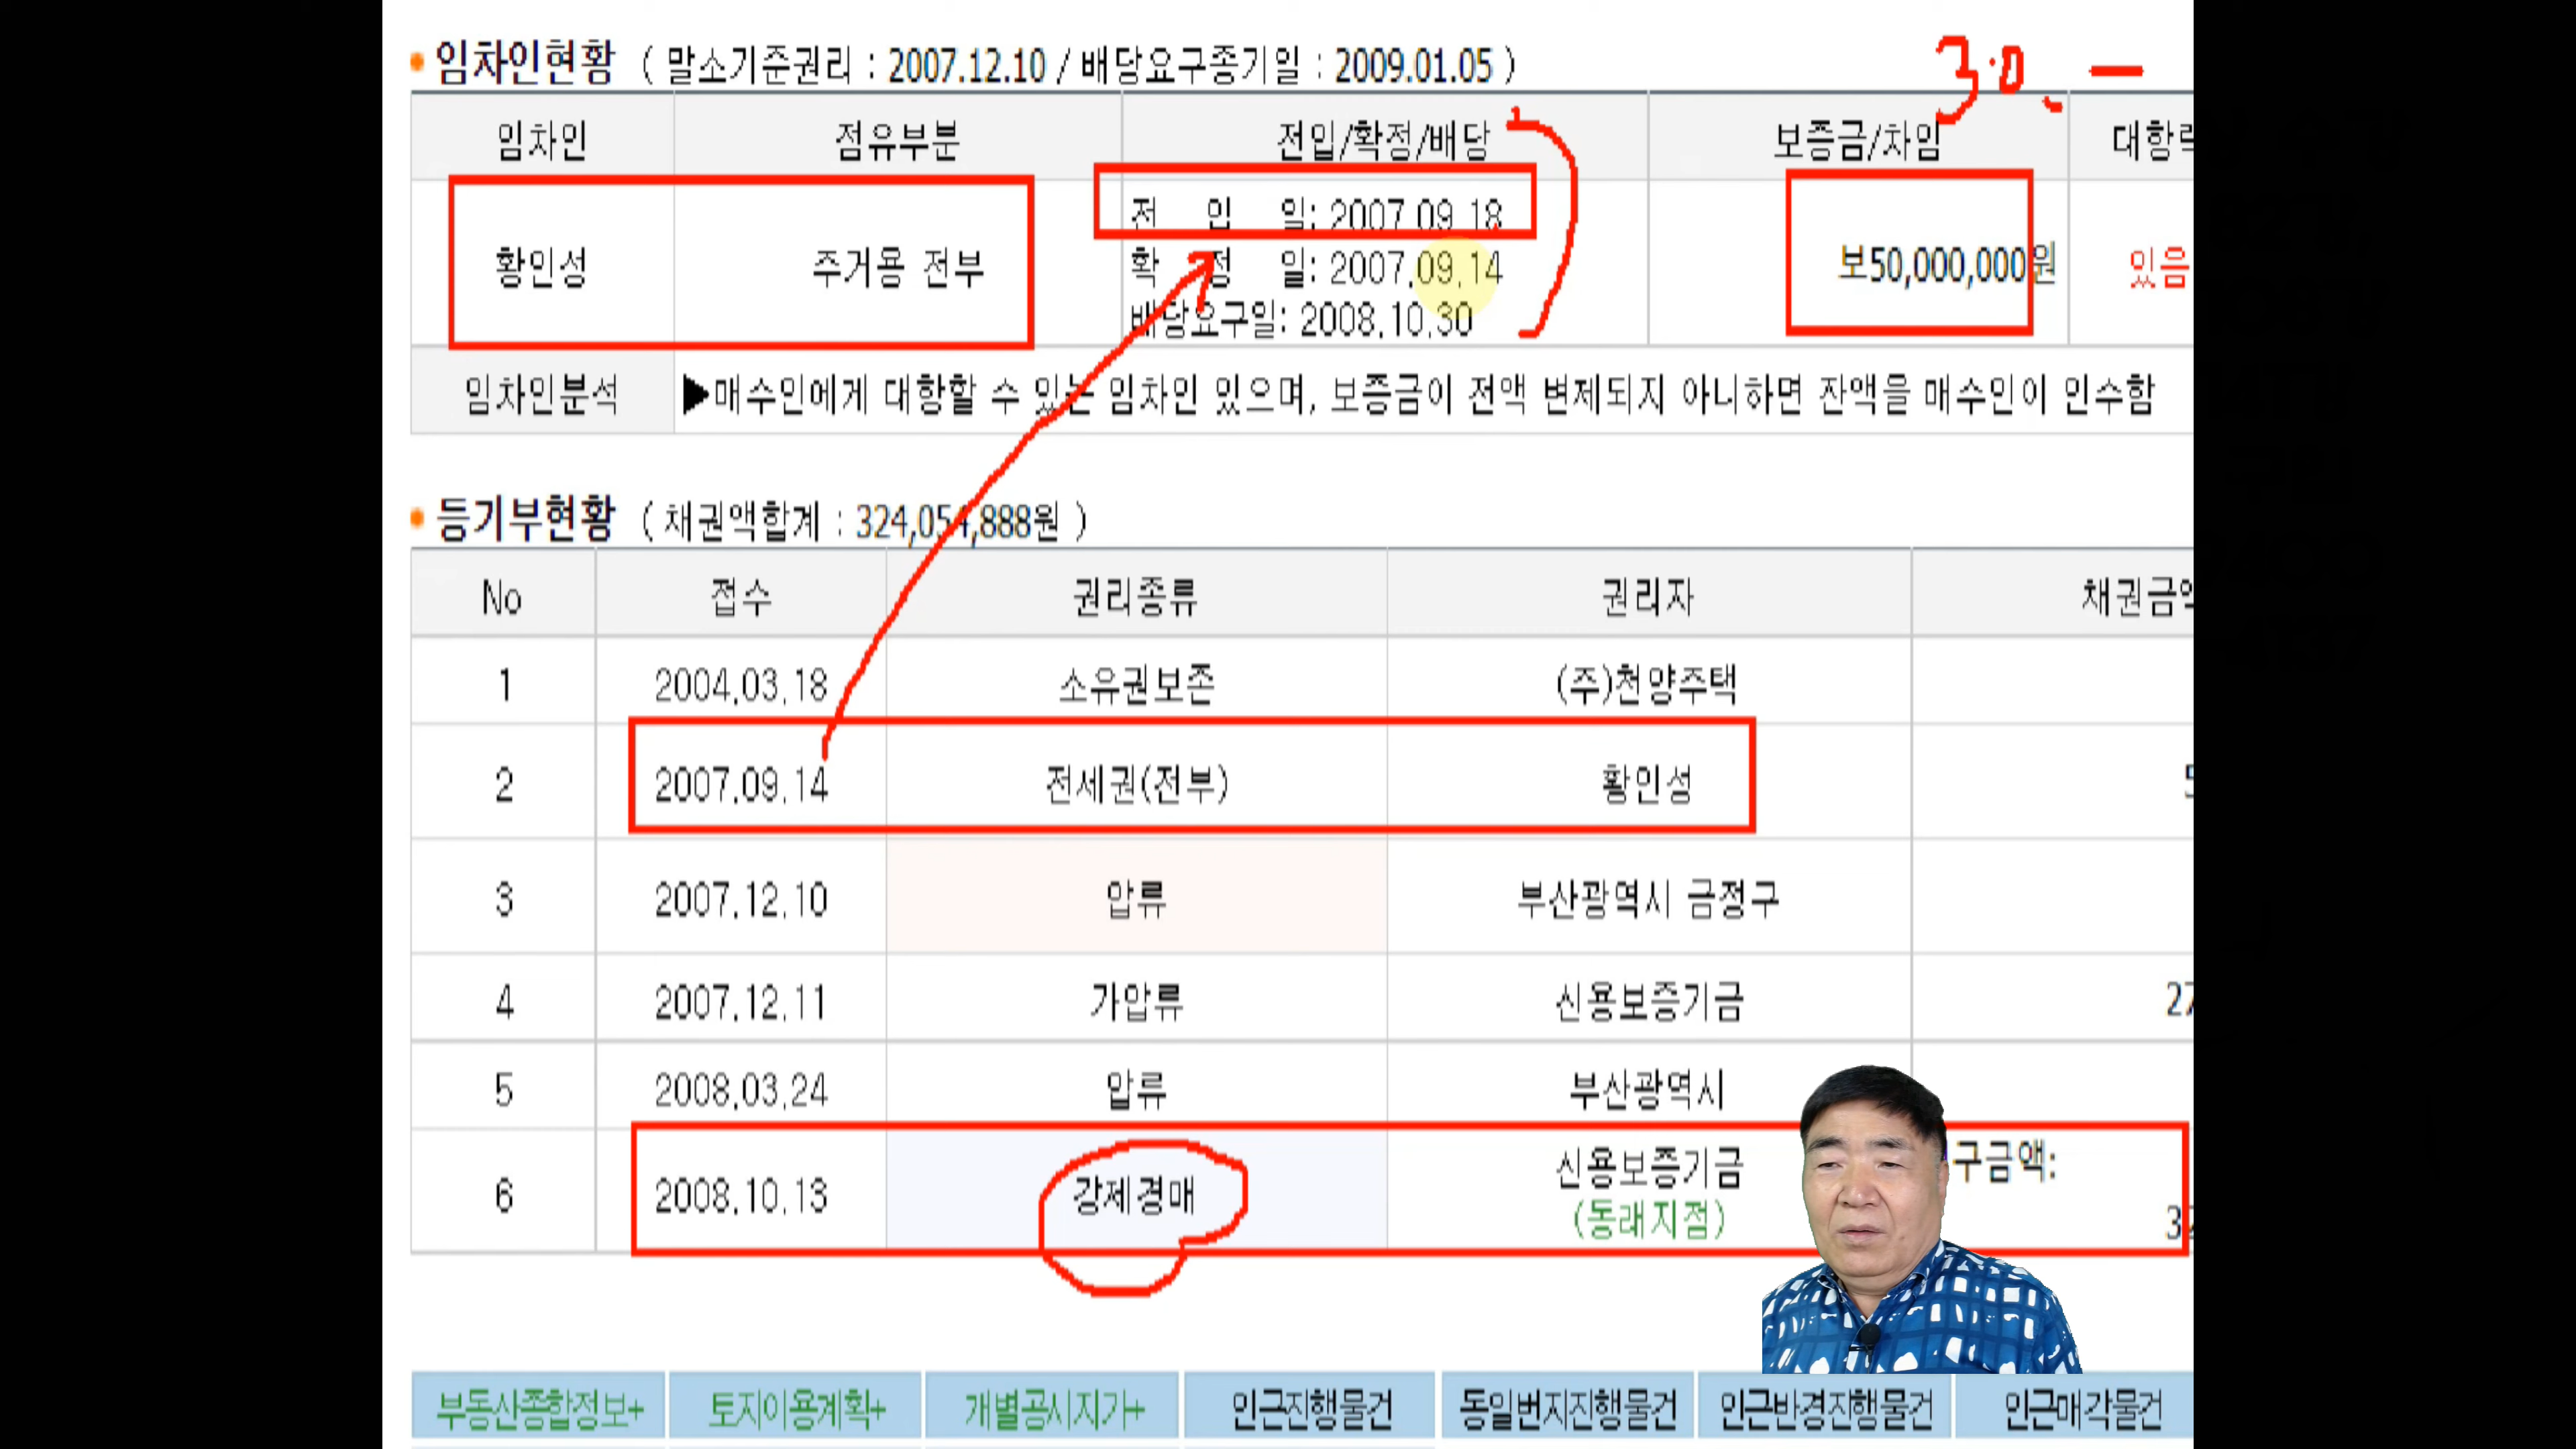 임차인현황 ( 말소기준권리 : 2007.12.10 / 배당요구종기일 : 2009.01.05 )
30
임차인 점유부분 전입/확정/배당 보증금/차임 대항력
황인성 주거용 전부 전 입 일: 2007.09.18 보50,000,000원 있음
확 정 일: 2007.09.14
배당요구일: 2008.10.30
임차인분석 ▶매수인에게 대항할 수 있는 임차인 있으며, 보증금이 전액 변제되지 아니하면 잔액을 매수인이 인수함
등기부현황 ( 채권액합계 : 324,054,888원 )
No 접수 권리종류 권리자 채권금액
1 2004.03.18 소유권보존 (주)천양주택
2 2007.09.14 전세권(전부) 황인성 5
3 2007.12.10 압류 부산광역시 금정구
4 2007.12.11 가압류 신용보증기금 27
5 2008.03.24 압류 부산광역시
6 2008.10.13 강제경매 신용보증기금 구금액:
(동래지점) 32
부동산종합정보+ 토지이용계획+ 개별공시지가+ 인근진행물건 동일번지진행물건 인근반경진행물건 인근매각물건